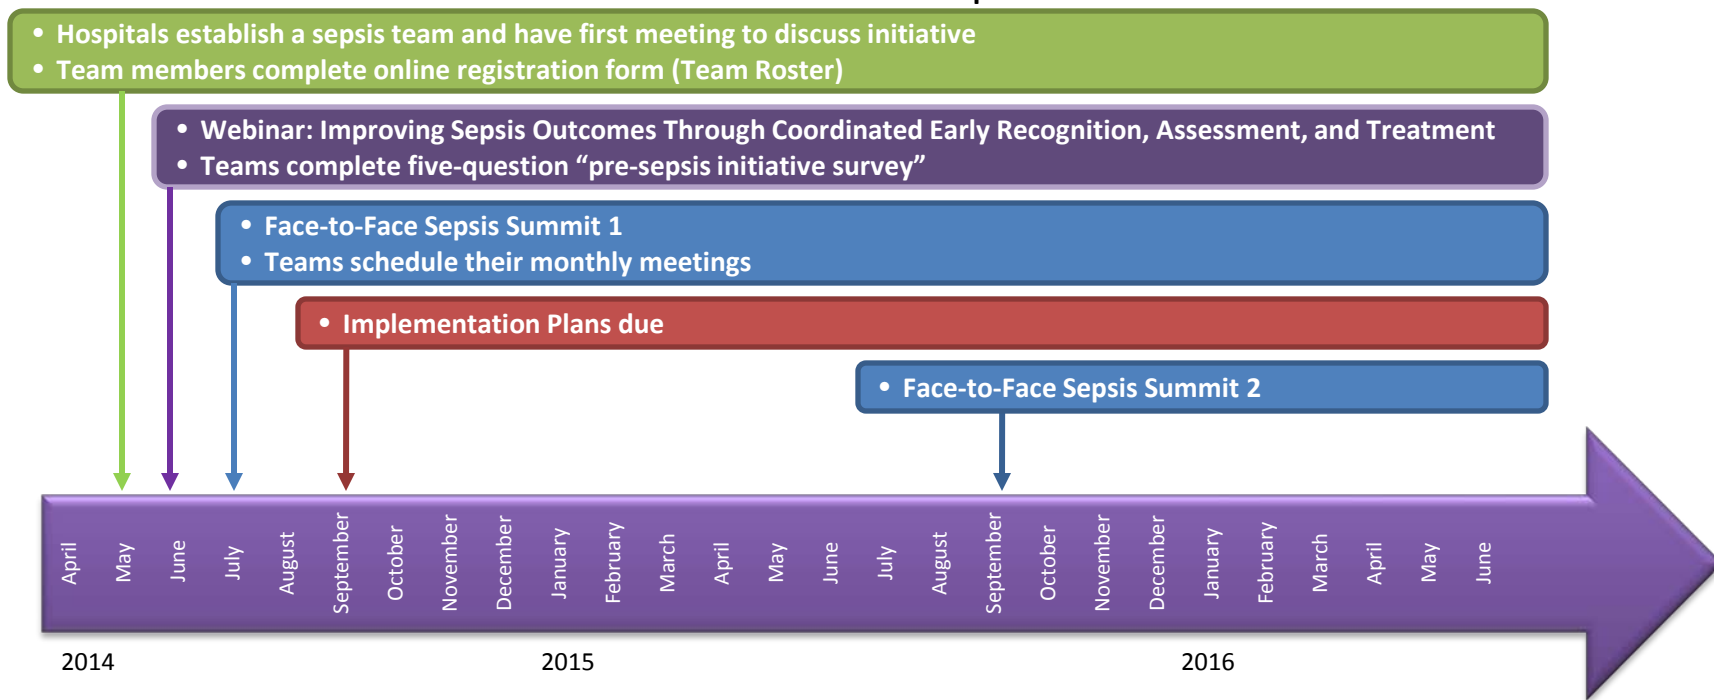 • Hospitals establish a sepsis team and have first meeting to discuss initiative
• Team members complete online registration form (Team Roster)
• Webinar: Improving Sepsis Outcomes Through Coordinated Early Recognition, Assessment, and Treatment
• Teams complete five-question “pre-sepsis initiative survey”
• Face-to-Face Sepsis Summit 1
• Teams schedule their monthly meetings
• Implementation Plans due
• Face-to-Face Sepsis Summit 2
April
May
June
July
August
September
October
November
December
January
February
March
April
May
June
July
August
September
October
November
December
January
February
March
April
May
June
2014
2015
2016